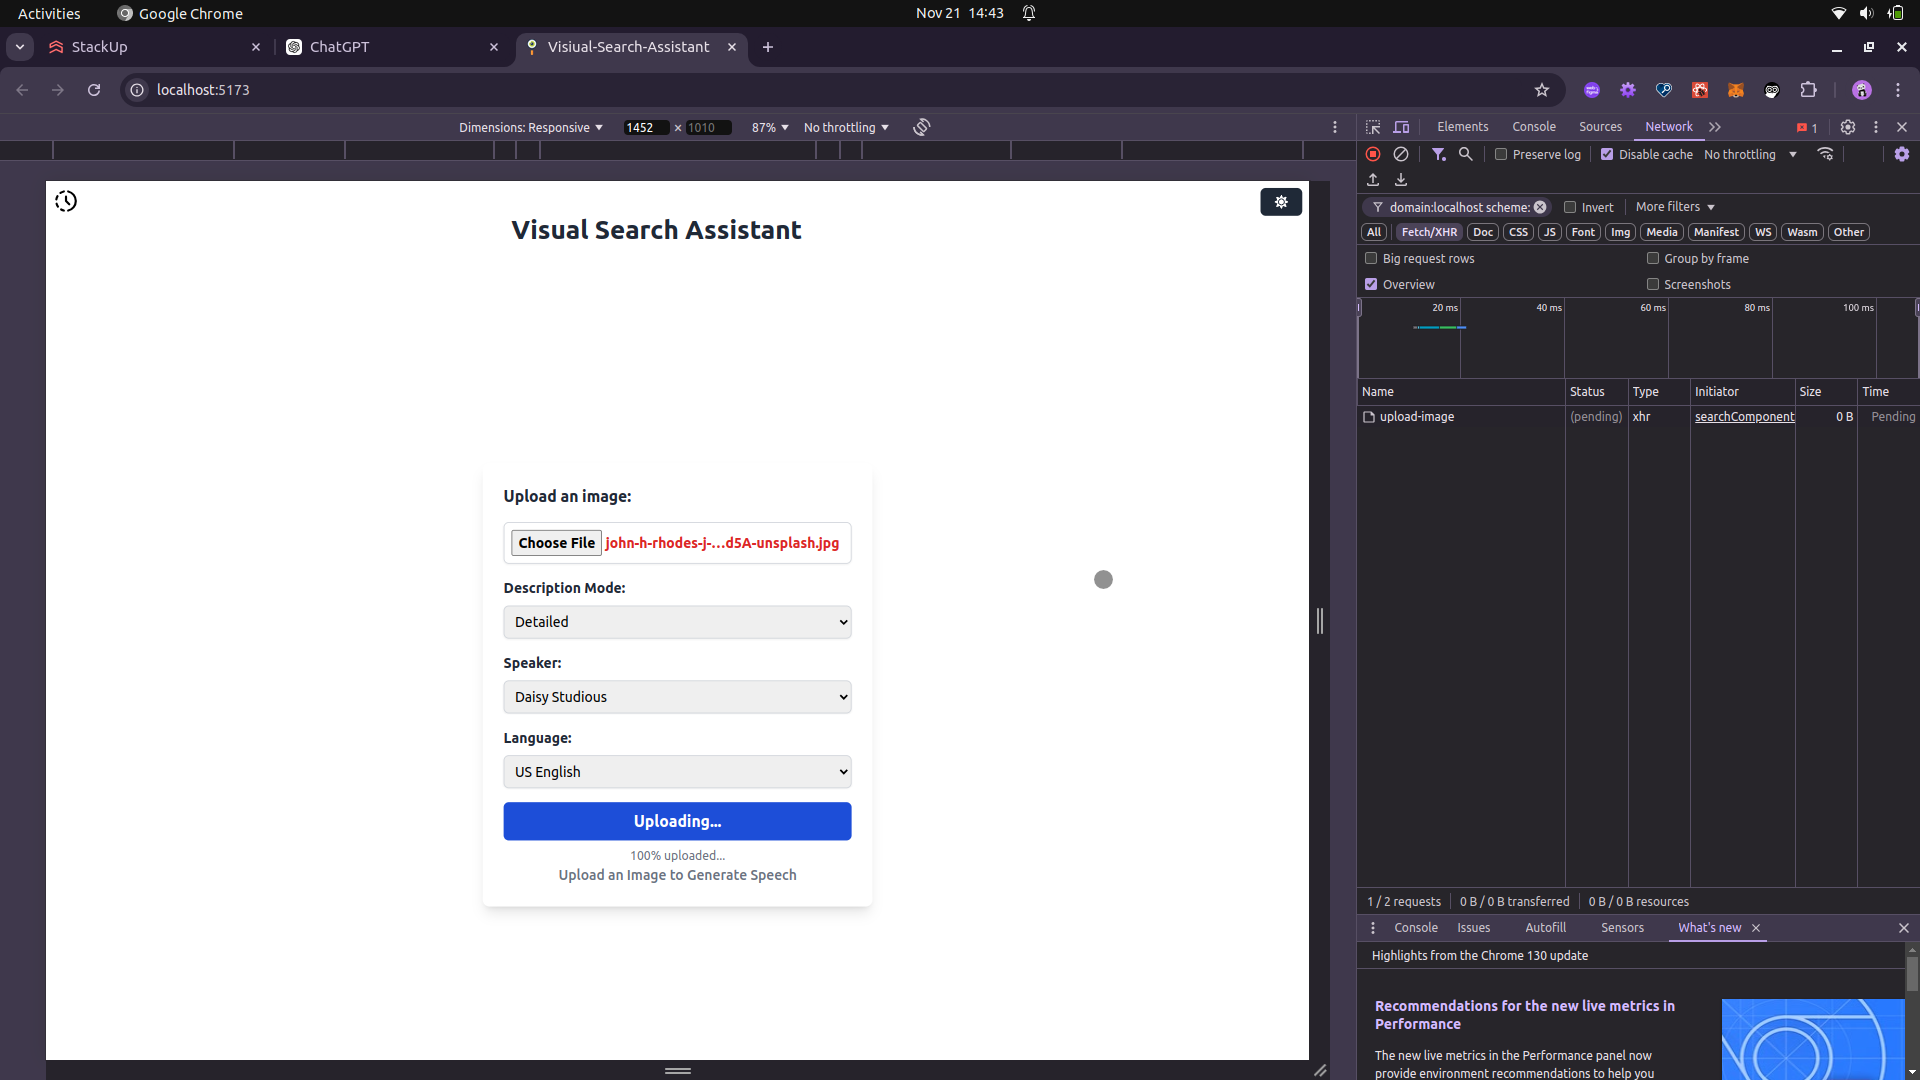 Activities
Google Chrome
Nov 21 14:43
StackUp
ChatGPT
Visiual-Search-Assistant
localhost:5173
Dimensions: Responsive
1452 × 1010
87%
No throttling
Elements
Console
Sources
Network
1
Preserve log
Disable cache
No throttling
domain:localhost scheme:
Invert
More filters
All
Fetch/XHR
Doc
CSS
JS
Font
Img
Media
Manifest
WS
Wasm
Other
Big request rows
Group by frame
Overview
Screenshots
20 ms
40 ms
60 ms
80 ms
100 ms
Name
Status
Type
Initiator
Size
Time
upload-image
(pending)
xhr
searchComponent
0 B
Pending
1 / 2 requests
0 B / 0 B transferred
0 B / 0 B resources
Console
Issues
Autofill
Sensors
What's new
Highlights from the Chrome 130 update
Recommendations for the new live metrics in
Performance
The new live metrics in the Performance panel now
provide environment recommendations to help you
Visual Search Assistant
Upload an image:
Choose File
john-h-rhodes-j-...d5A-unsplash.jpg
Description Mode:
Detailed
Speaker:
Daisy Studious
Language:
US English
Uploading...
100% uploaded...
Upload an Image to Generate Speech